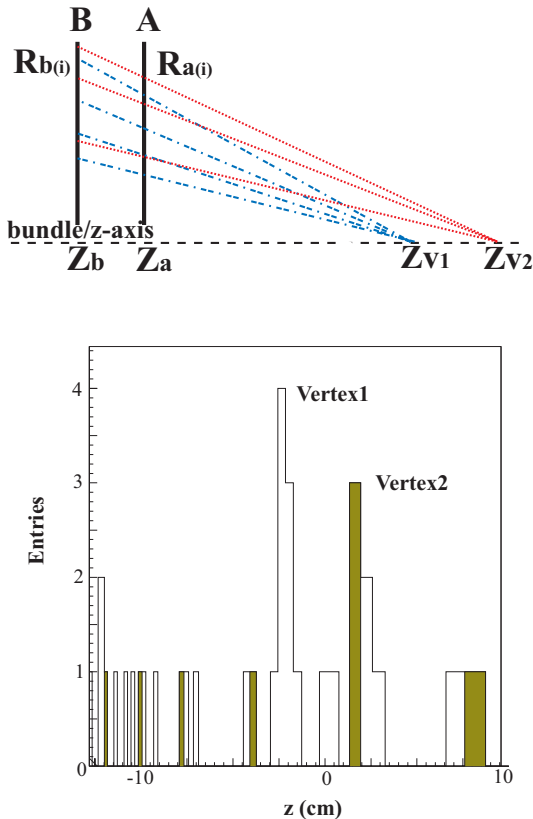 B A
Rb(i) Ra(i)
bundle/z-axis
Zb Za Zv1 Zv2
4
Vertex1
3
Vertex2
Entries
2
1
0
-10 0 10
z (cm)